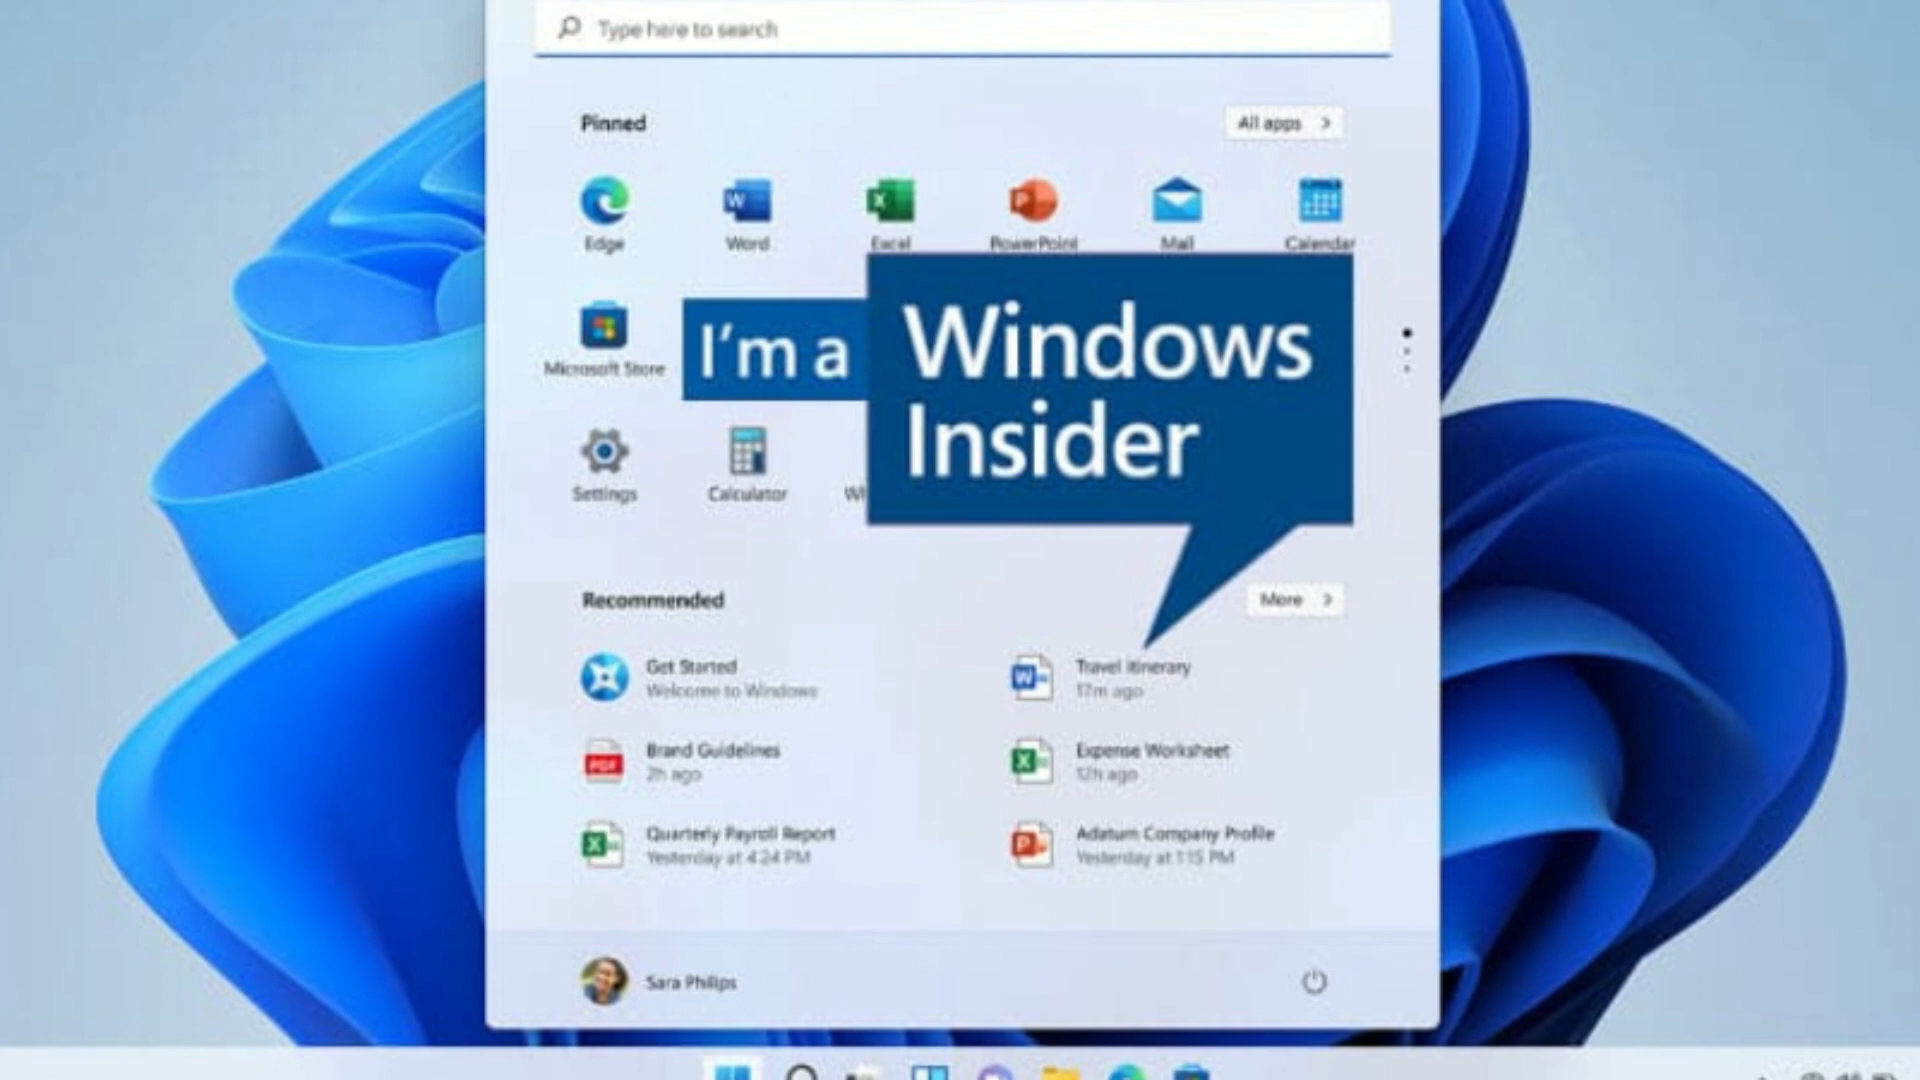 Type here to search
Pinned
All apps
Edge
Word
Excel
PowerPoint
Mail
Calendar
Microsoft Store
I'm a
Windows
Insider
Settings
Calculator
Recommended
More
Get Started
Welcome to Windows
Travel itinerary
17m ago
Brand Guidelines
2h ago
Expense Worksheet
12h ago
Quarterly Payroll Report
Yesterday at 4:24 PM
Adatum Company Profile
Yesterday at 1:15 PM
Sara Philips